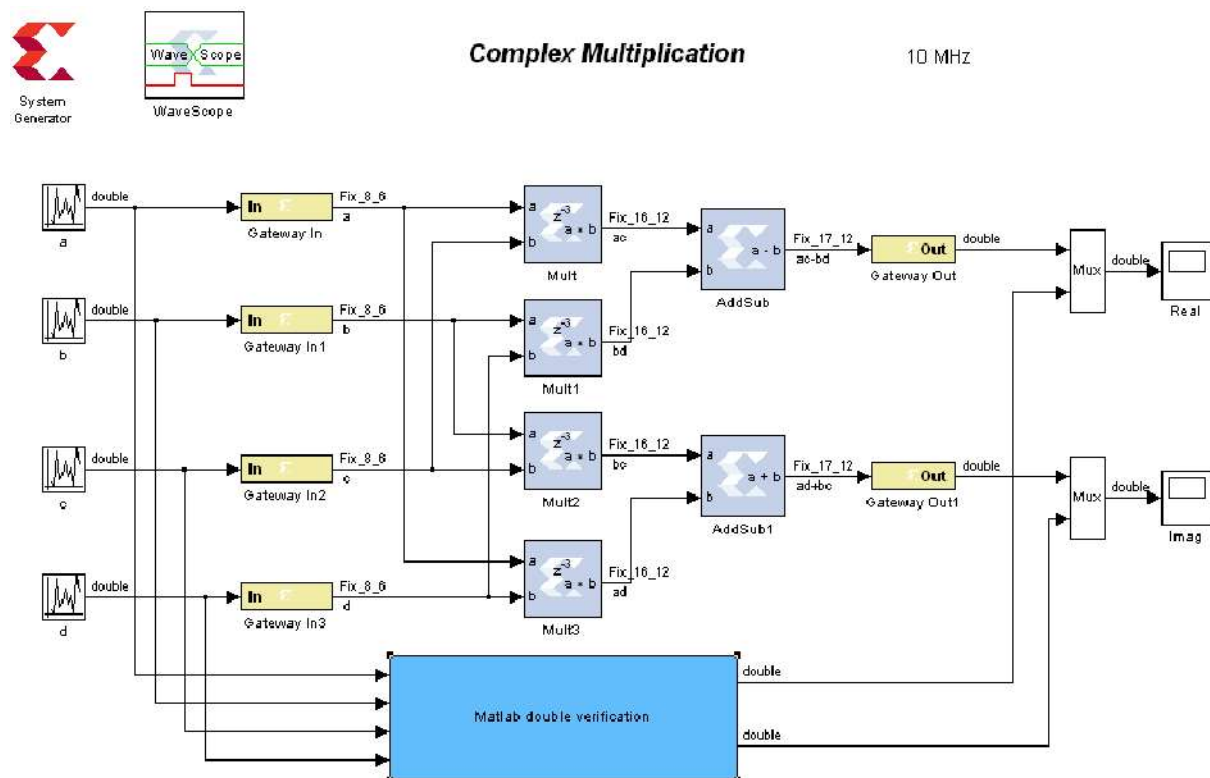 Complex Multiplication
10 MHz
Wave Scope
System
Generator
WaveScope
double
a
In
Gateway In
Fix_8_6
a
a
b
z-3
a * b
Mult
Fix_16_12
ac
a
b
a - b
AddSub
Fix_17_12
ac-bd
Out
Gateway Out
double
Mux
double
Real
double
b
In
Gateway In1
Fix_8_6
b
a
b
z-3
a * b
Mult1
Fix_16_12
bd
double
c
In
Gateway In2
Fix_8_6
c
a
b
z-3
a * b
Mult2
Fix_16_12
bc
a
b
a + b
AddSub1
Fix_17_12
ad+bc
Out
Gateway Out1
double
Mux
double
Imag
double
d
In
Gateway In3
Fix_8_6
d
a
b
z-3
a * b
Mult3
Fix_16_12
ad
Matlab double verification
double
double